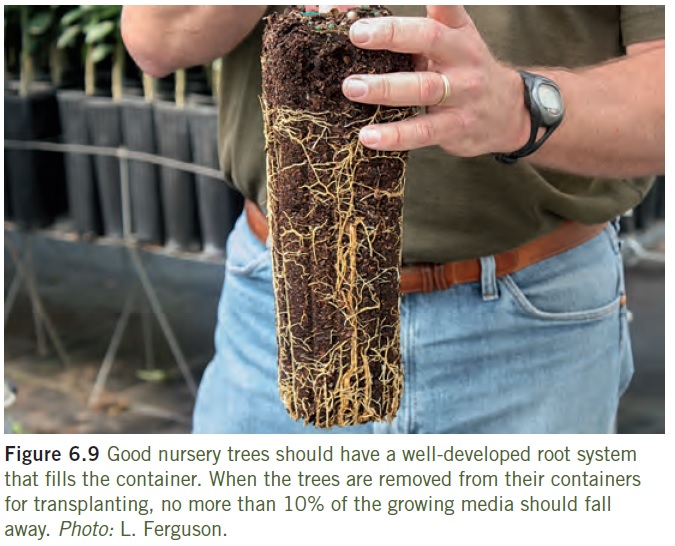 Figure 6.9 Good nursery trees should have a well-developed root system
that fills the container. When the trees are removed from their containers
for transplanting, no more than 10% of the growing media should fall
away. Photo: L. Ferguson.